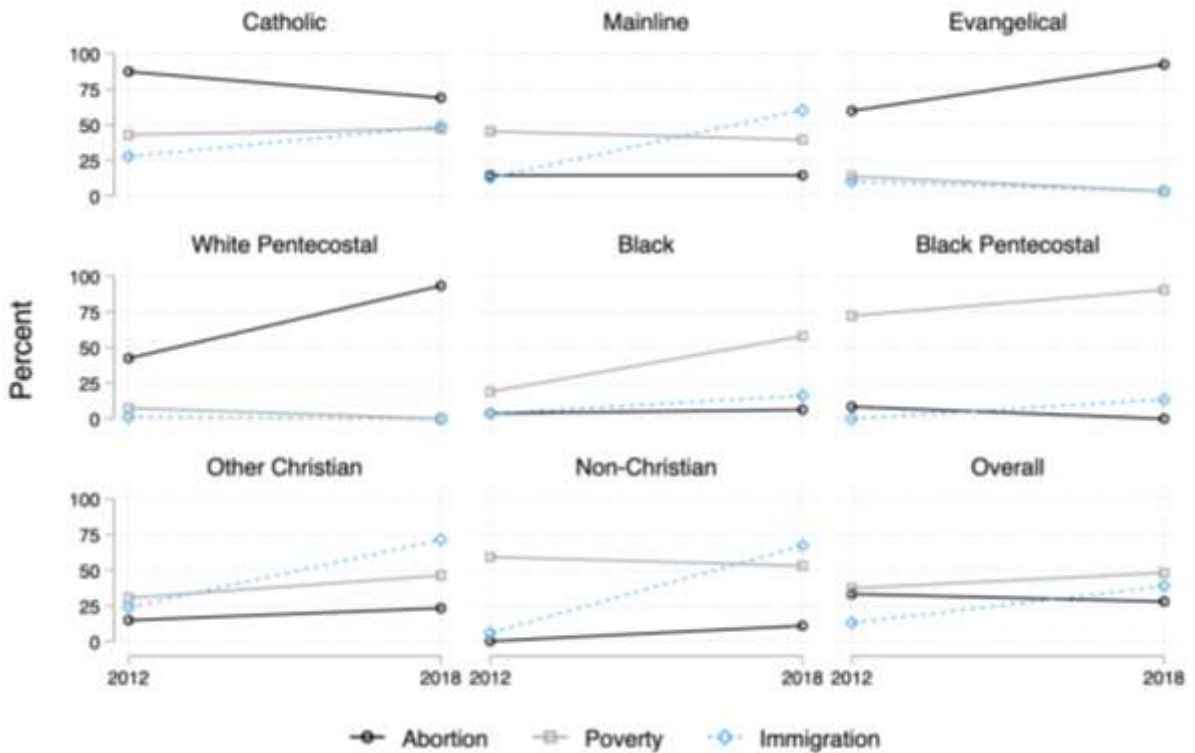 Catholic Mainline Evangelical
100
75
50
25
0
White Pentecostal Black Black Pentecostal
100
75
50
25
0
Percent
Other Christian Non-Christian Overall
100
75
50
25
0
2012 2018 2012 2018 2012 2018
Abortion Poverty Immigration